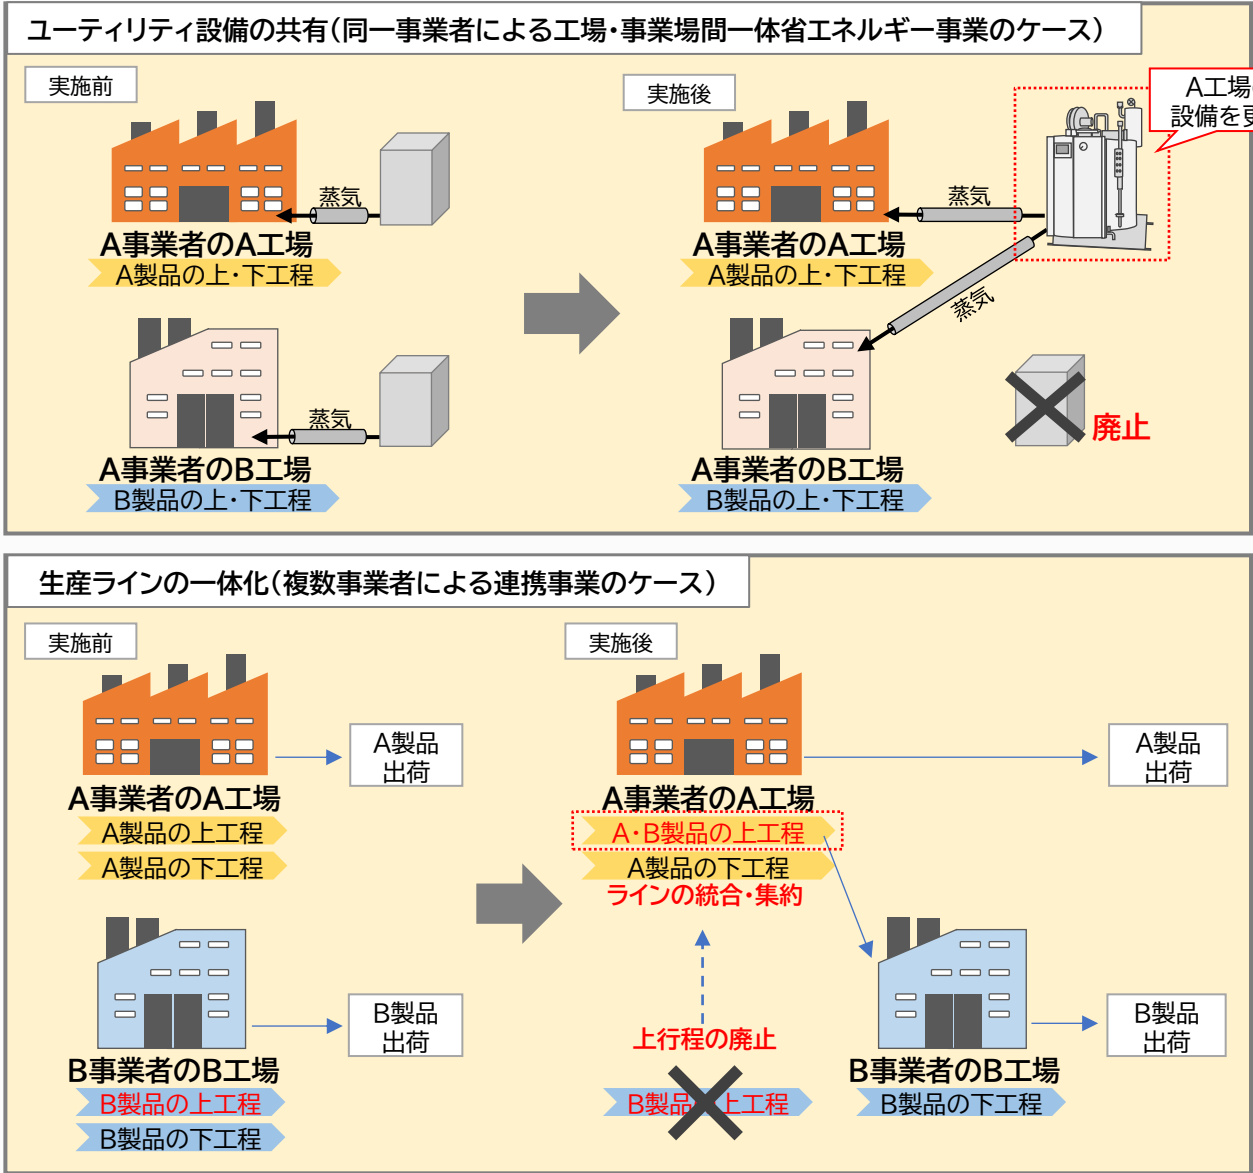 ユーティリティ設備の共有(同一事業者による工場・事業場間一体省エネルギー事業のケース)
実施前
蒸気
A事業者のA工場
A製品の上・下工程
蒸気
A事業者のB工場
B製品の上・下工程
実施後
A工場
設備を
蒸気
A事業者のA工場
A製品の上・下工程
蒸気
A事業者のB工場
B製品の上・下工程
廃止
生産ラインの一体化(複数事業者による連携事業のケース)
実施前
A製品
出荷
A事業者のA工場
A製品の上工程
A製品の下工程
B製品
出荷
B事業者のB工場
B製品の上工程
B製品の下工程
実施後
A製品
出荷
A事業者のA工場
A・B製品の上工程
A製品の下工程
ラインの統合・集約
上行程の廃止
B製品の上工程
B製品
出荷
B事業者のB工場
B製品の下工程